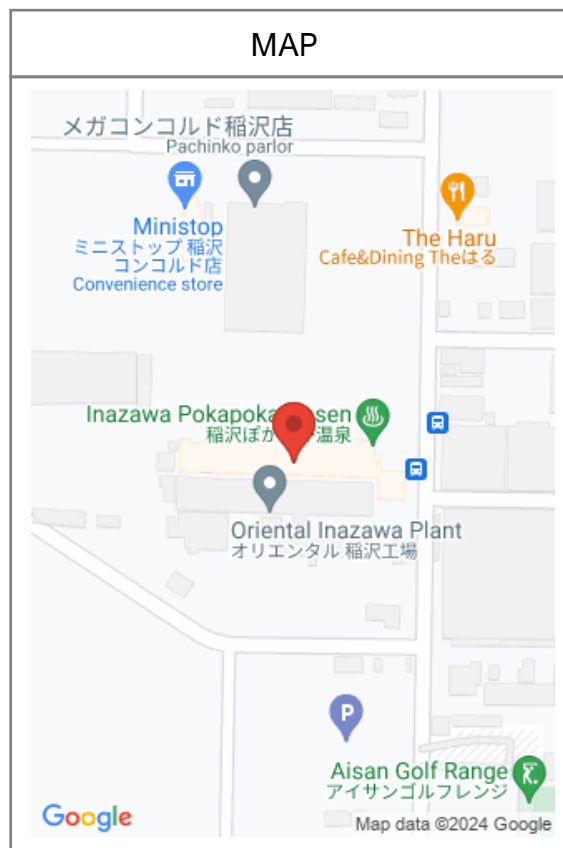 MAP
メガコンコルド稲沢店
Pachinko parlor
Ministop
ミニストップ 稲沢
コンコルド店
Convenience store
The Haru
Cafe&Dining Theはる
Inazawa Pokapoka sen
稲沢ぽか 温泉
Oriental Inazawa Plant
オリエンタル 稲沢工場
P
Aisan Golf Range
アイサンゴルフレンジ
Google
Map data ©2024 Google